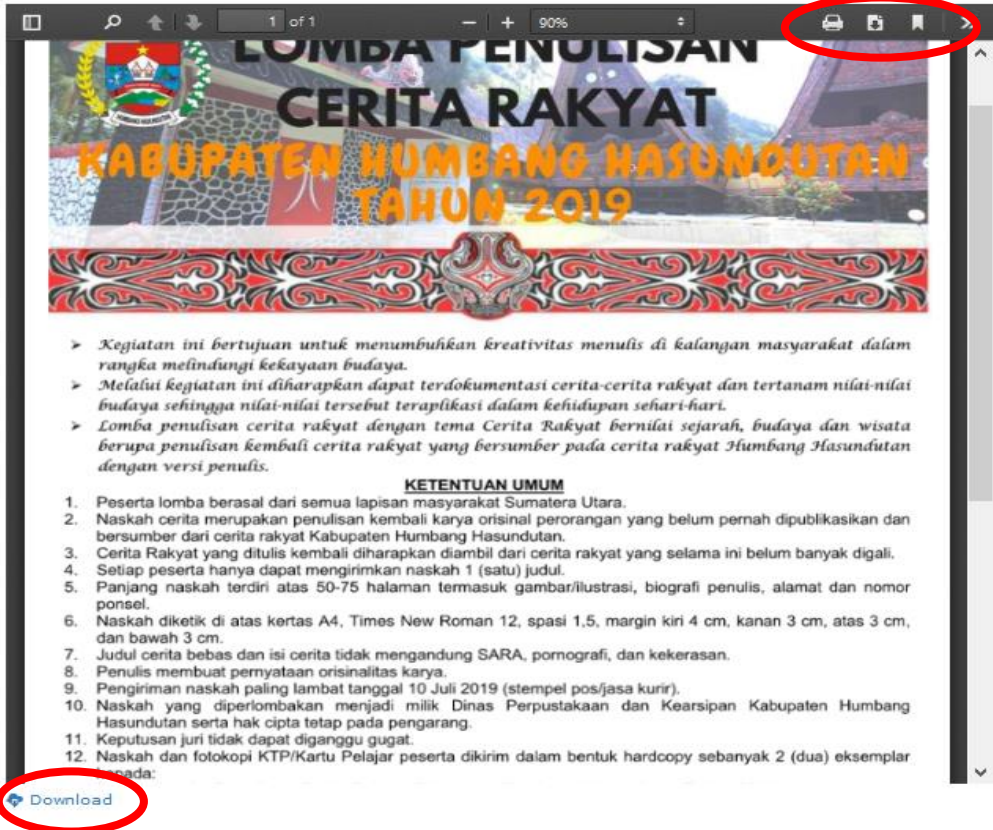 1 of 1
90%
LOMBA PENULISAN
CERITA RAKYAT
KABUPATEN HUMBANG HASUNDUTAN
TAHUN 2019
➤ Kegiatan ini bertujuan untuk menumbuhkan kreativitas menulis di kalangan masyarakat dalam
rangka melindungi kekayaan budaya.
➤ Melalui kegiatan ini diharapkan dapat terdokumentasi cerita-cerita rakyat dan tertanam nilai-nilai
budaya sehingga nilai-nilai tersebut teraplikasi dalam kehidupan sehari-hari.
➤ Lomba penulisan cerita rakyat dengan tema Cerita Rakyat bernilai sejarah, budaya dan wisata
berupa penulisan kembali cerita rakyat yang bersumber pada cerita rakyat Humbang Hasundutan
dengan versi penulis.
KETENTUAN UMUM
1. Peserta lomba berasal dari semua lapisan masyarakat Sumatera Utara.
2. Naskah cerita merupakan penulisan kembali karya orisinal perorangan yang belum pernah dipublikasikan dan
bersumber dari cerita rakyat Kabupaten Humbang Hasundutan.
3. Cerita Rakyat yang ditulis kembali diharapkan diambil dari cerita rakyat yang selama ini belum banyak digali.
4. Setiap peserta hanya dapat mengirimkan naskah 1 (satu) judul.
5. Panjang naskah terdiri atas 50-75 halaman termasuk gambar/ilustrasi, biografi penulis, alamat dan nomor
ponsel.
6. Naskah diketik di atas kertas A4, Times New Roman 12, spasi 1,5, margin kiri 4 cm, kanan 3 cm, atas 3 cm,
dan bawah 3 cm.
7. Judul cerita bebas dan isi cerita tidak mengandung SARA, pornografi, dan kekerasan.
8. Penulis membuat pernyataan orisinalitas karya.
9. Pengiriman naskah paling lambat tanggal 10 Juli 2019 (stempel pos/jasa kurir).
10. Naskah yang diperlombakan menjadi milik Dinas Perpustakaan dan Kearsipan Kabupaten Humbang
Hasundutan serta hak cipta tetap pada pengarang.
11. Keputusan juri tidak dapat diganggu gugat.
12. Naskah dan fotokopi KTP/Kartu Pelajar peserta dikirim dalam bentuk hardcopy sebanyak 2 (dua) eksemplar
kepada:
Download